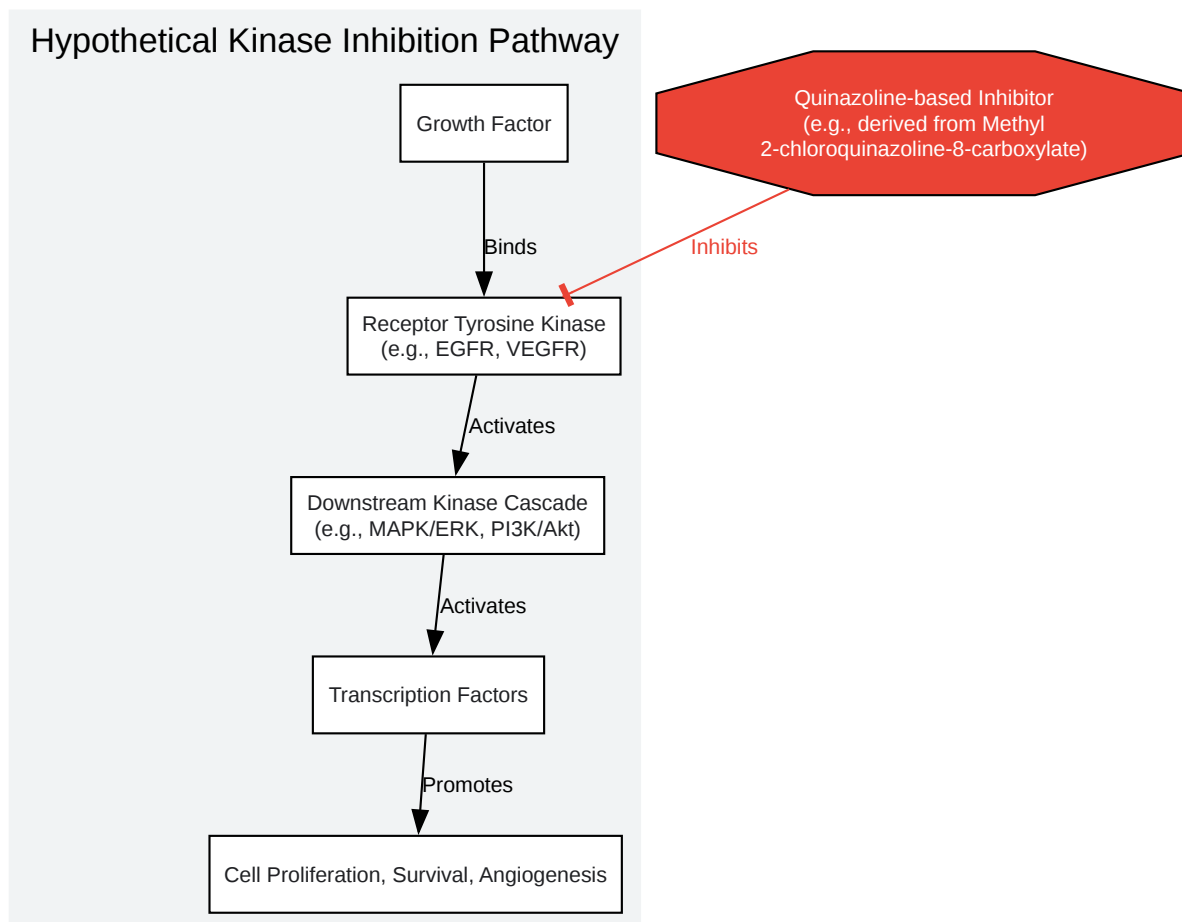 Hypothetical Kinase Inhibition Pathway
Growth Factor
Quinazoline-based Inhibitor
(e.g., derived from Methyl
2-chloroquinazoline-8-carboxylate)
Binds
Inhibits
Receptor Tyrosine Kinase
(e.g., EGFR, VEGFR)
Activates
Downstream Kinase Cascade
(e.g., MAPK/ERK, PI3K/Akt)
Activates
Transcription Factors
Promotes
Cell Proliferation, Survival, Angiogenesis